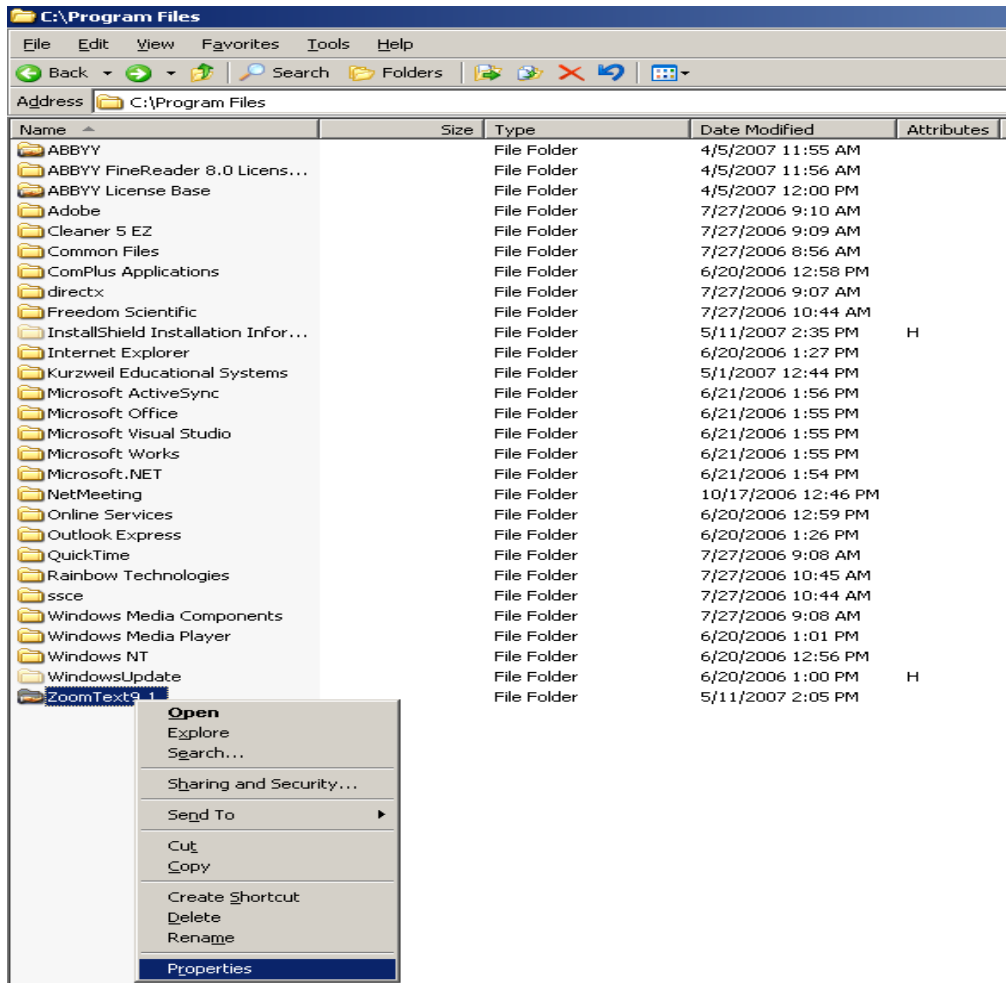 C:\Program Files
File Edit View Favorites Tools Help
Back Search Folders
Address C:\Program Files
Name Size Type Date Modified Attributes
ABBYY File Folder 4/5/2007 11:55 AM
ABBYY FineReader 8.0 Licens... File Folder 4/5/2007 11:56 AM
ABBYY License Base File Folder 4/5/2007 12:00 PM
Adobe File Folder 7/27/2006 9:10 AM
Cleaner 5 EZ File Folder 7/27/2006 9:09 AM
Common Files File Folder 7/27/2006 8:56 AM
ComPlus Applications File Folder 6/20/2006 12:58 PM
directx File Folder 7/27/2006 9:07 AM
Freedom Scientific File Folder 7/27/2006 10:44 AM
InstallShield Installation Infor... File Folder 5/11/2007 2:35 PM H
Internet Explorer File Folder 6/20/2006 1:27 PM
Kurzweil Educational Systems File Folder 5/1/2007 12:44 PM
Microsoft ActiveSync File Folder 6/21/2006 1:56 PM
Microsoft Office File Folder 6/21/2006 1:55 PM
Microsoft Visual Studio File Folder 6/21/2006 1:55 PM
Microsoft Works File Folder 6/21/2006 1:55 PM
Microsoft.NET File Folder 6/21/2006 1:54 PM
NetMeeting File Folder 10/17/2006 12:46 PM
Online Services File Folder 6/20/2006 12:59 PM
Outlook Express File Folder 6/20/2006 1:26 PM
QuickTime File Folder 7/27/2006 9:08 AM
Rainbow Technologies File Folder 7/27/2006 10:45 AM
ssce File Folder 7/27/2006 10:44 AM
Windows Media Components File Folder 7/27/2006 9:08 AM
Windows Media Player File Folder 6/20/2006 1:01 PM
Windows NT File Folder 6/20/2006 12:56 PM
WindowsUpdate File Folder 6/20/2006 1:00 PM H
ZoomText9.1 File Folder 5/11/2007 2:05 PM
Open
Explore
Search...
Sharing and Security...
Send To
Cut
Copy
Create Shortcut
Delete
Rename
Properties